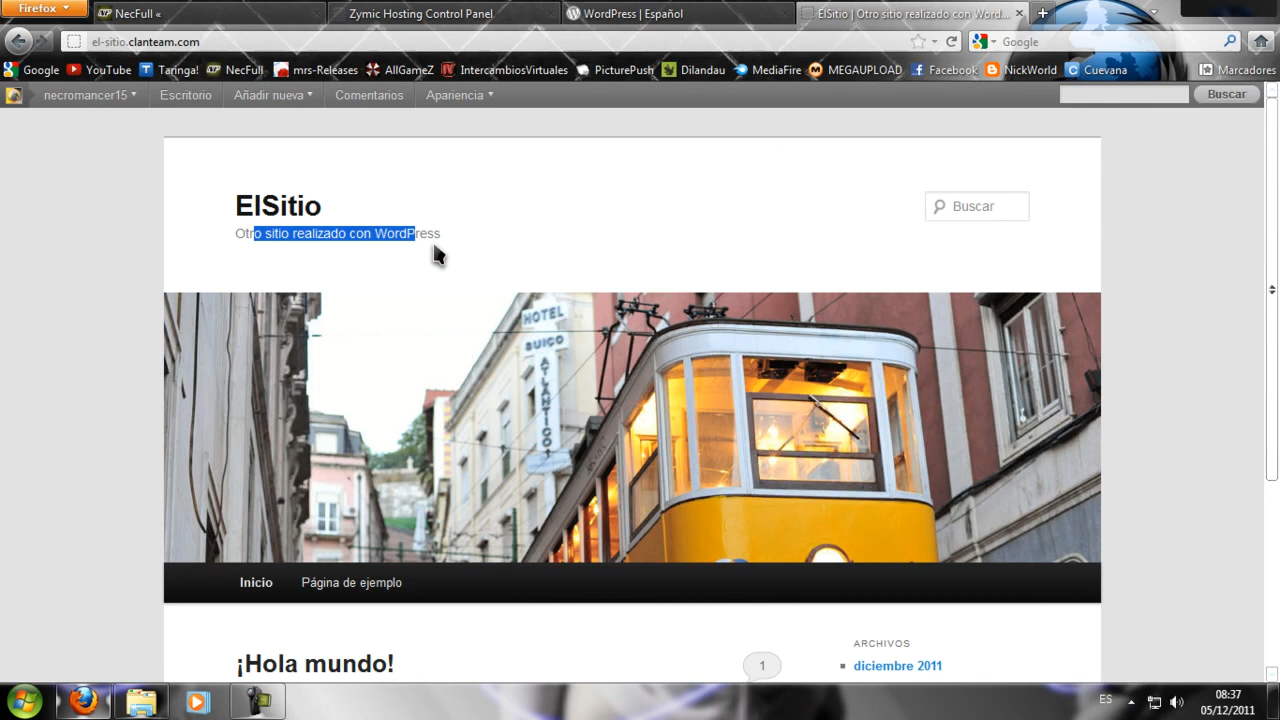 Firefox
NecFull «
Zymic Hosting Control Panel
WordPress | Español
ElSitio | Otro sitio realizado con Word...
el-sitio.clanteam.com
Google
Google
YouTube
Taringa!
NecFull
mrs-Releases
AllGameZ
IntercambiosVirtuales
PicturePush
Dilandau
MediaFire
MEGAUPLOAD
Facebook
NickWorld
Cuevana
Marcadores
necromancer15
Escritorio
Añadir nueva
Comentarios
Apariencia
Buscar
ElSitio
Otro sitio realizado con WordPress
Buscar
HOTEL
SUIÇO
ATLANTICO
Inicio
Página de ejemplo
¡Hola mundo!
1
ARCHIVOS
diciembre 2011
ES
08:37
05/12/2011